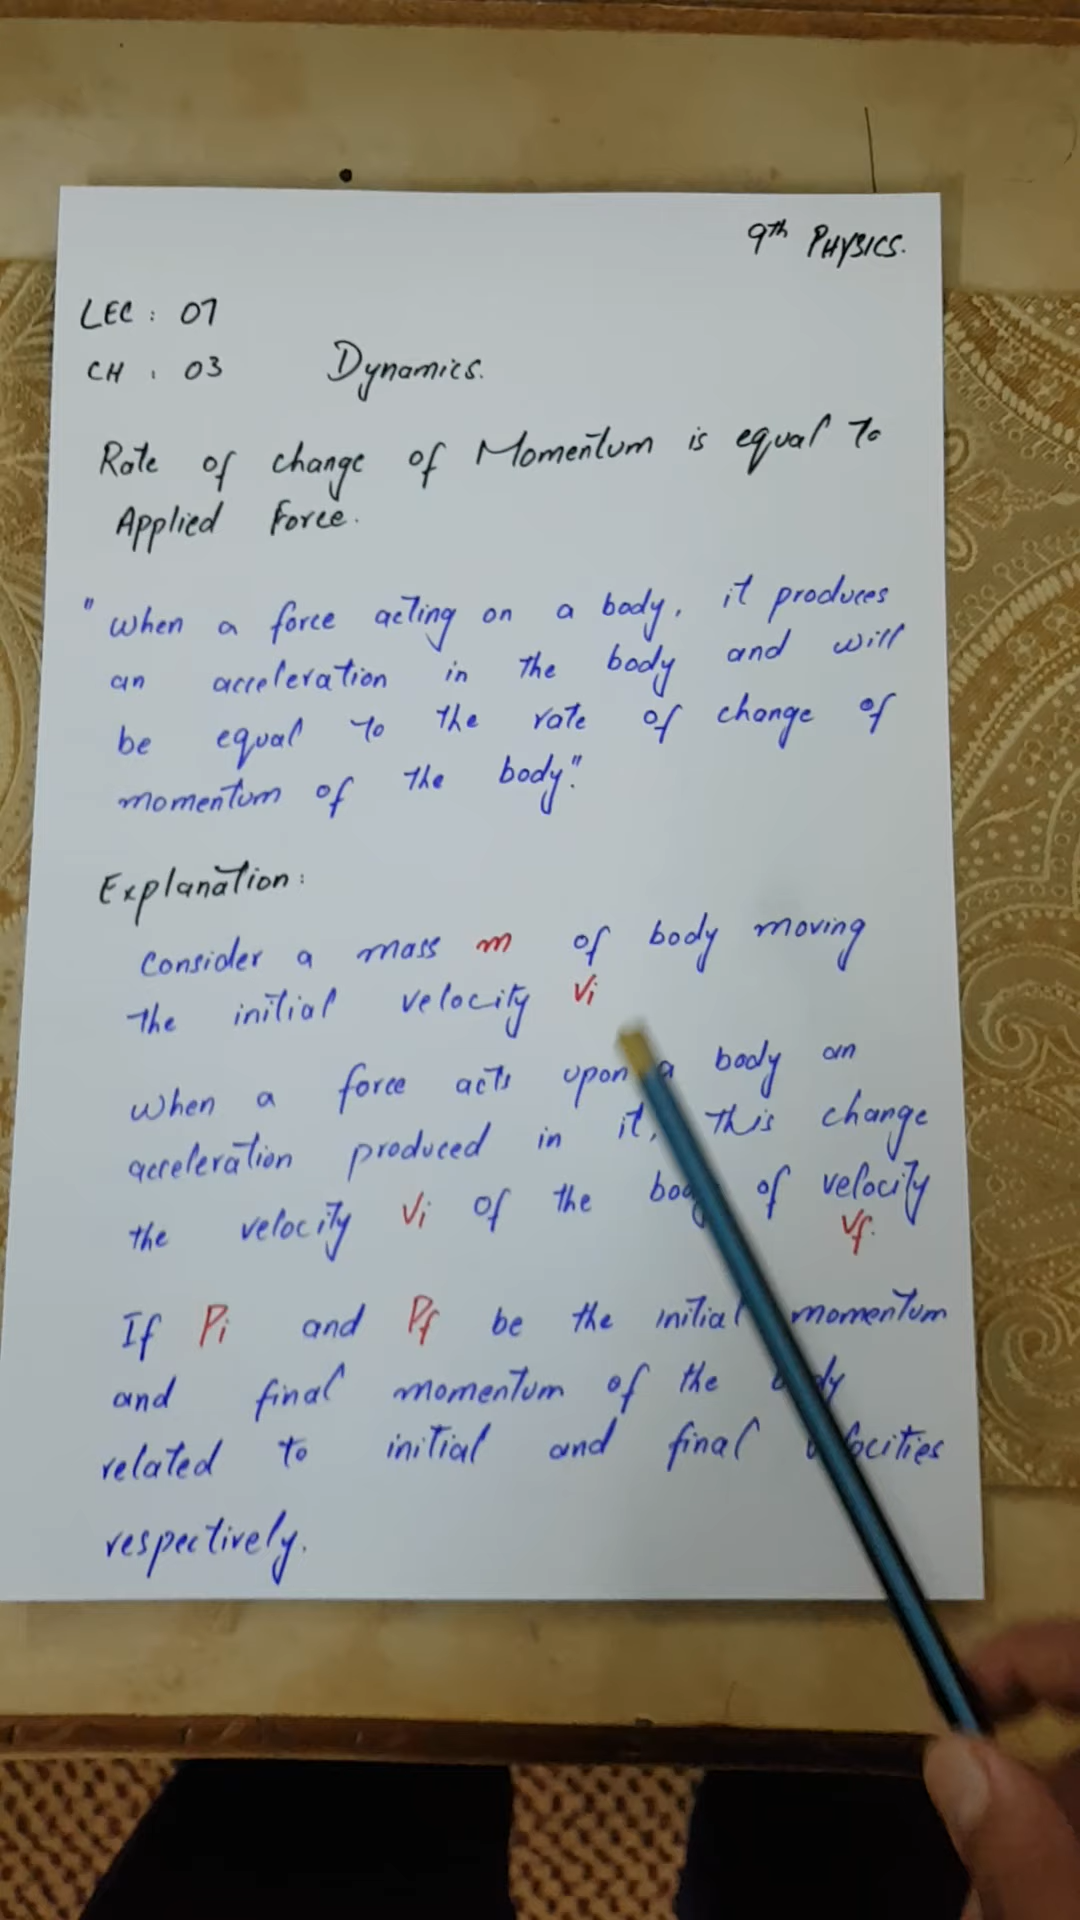 9th PHYSICS.
LEC : 07
CH : 03 Dynamics.
Rate of change of Momentum is equal to
Applied Force.
"When a force acting on a body, it produces
an acceleration in the body and will
be equal to the rate of change of
momentum of the body."
Explanation:
Consider a mass m of body moving
the initial velocity Vi
When a force acts upon a body an
acceleration produced in it, This change
the velocity Vi of the body of velocity
Vf.
If Pi and Pf be the initial momentum
and final momentum of the body
related to initial and final velocities
respectively.